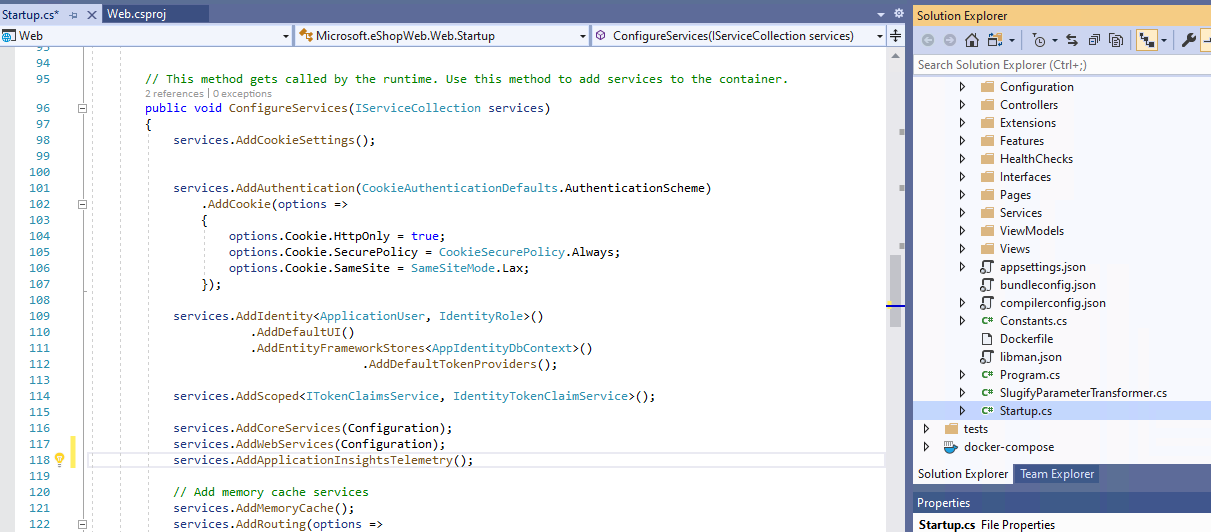 Startup.cs*
Web.csproj
Web
Microsoft.eShopWeb.Web.Startup
ConfigureServices(IServiceCollection services)
93
94
95 // This method gets called by the runtime. Use this method to add services to the container.
2 references | 0 exceptions
96 public void ConfigureServices(IServiceCollection services)
97 {
98 services.AddCookieSettings();
99
100
101 services.AddAuthentication(CookieAuthenticationDefaults.AuthenticationScheme)
102 .AddCookie(options =>
103 {
104 options.Cookie.HttpOnly = true;
105 options.Cookie.SecurePolicy = CookieSecurePolicy.Always;
106 options.Cookie.SameSite = SameSiteMode.Lax;
107 });
108
109 services.AddIdentity<ApplicationUser, IdentityRole>()
110 .AddDefaultUI()
111 .AddEntityFrameworkStores<AppIdentityDbContext>()
112 .AddDefaultTokenProviders();
113
114 services.AddScoped<ITokenClaimsService, IdentityTokenClaimService>();
115
116 services.AddCoreServices(Configuration);
117 services.AddWebServices(Configuration);
118 services.AddApplicationInsightsTelemetry();
119
120 // Add memory cache services
121 services.AddMemoryCache();
122 services.AddRouting(options =>
Solution Explorer
Search Solution Explorer (Ctrl+;)
Configuration
Controllers
Extensions
Features
HealthChecks
Interfaces
Pages
Services
ViewModels
Views
appsettings.json
bundleconfig.json
compilerconfig.json
C# Constants.cs
Dockerfile
libman.json
C# Program.cs
C# SlugifyParameterTransformer.cs
C# Startup.cs
tests
docker-compose
Solution Explorer
Team Explorer
Properties
Startup.cs File Properties